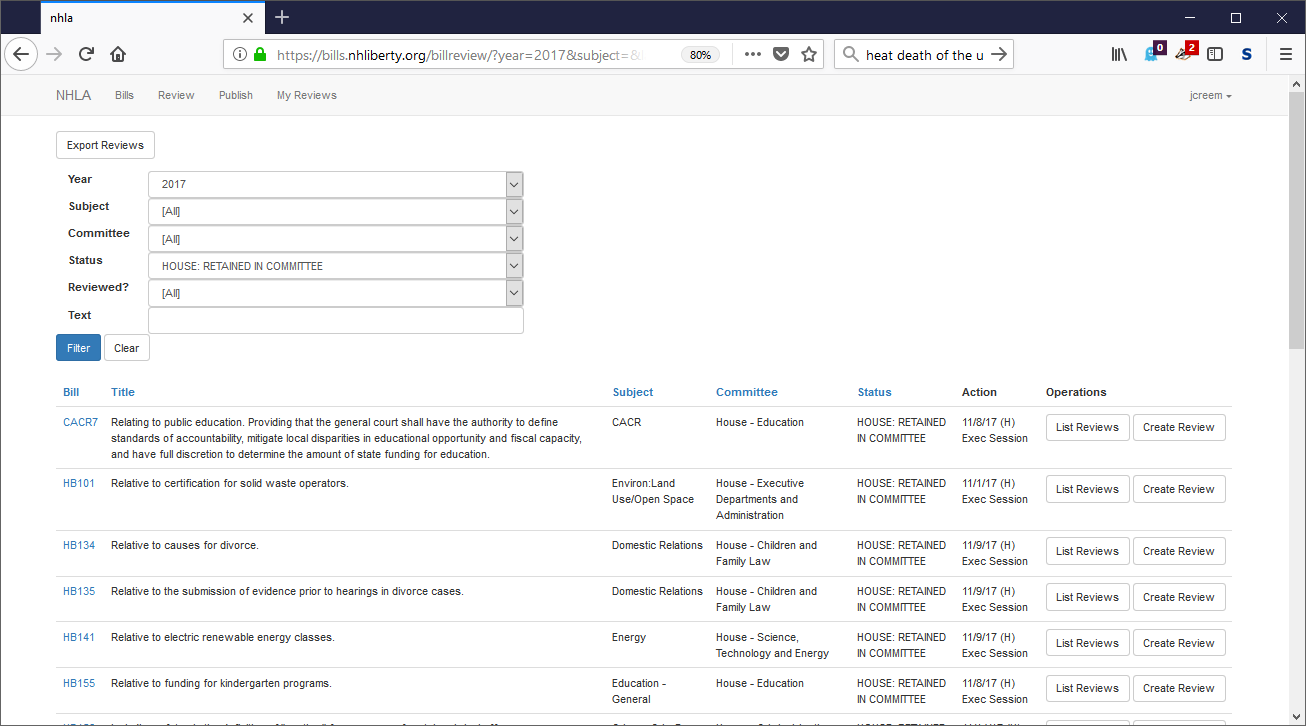 nhla
https://bills.nhliberty.org/billreview/?year=2017&subject=&
80%
heat death of the u
0
2
S
NHLA Bills Review Publish My Reviews jcreem
Export Reviews
Year 2017
Subject [All]
Committee [All]
Status HOUSE: RETAINED IN COMMITTEE
Reviewed? [All]
Text
Filter Clear
Bill Title Subject Committee Status Action Operations
CACR7 Relating to public education. Providing that the general court shall have the authority to define CACR House - Education HOUSE: RETAINED 11/8/17 (H) List Reviews Create Review
standards of accountability, mitigate local disparities in educational opportunity and fiscal capacity, IN COMMITTEE Exec Session
and have full discretion to determine the amount of state funding for education.
HB101 Relative to certification for solid waste operators. Environ:Land House - Executive HOUSE: RETAINED 11/1/17 (H) List Reviews Create Review
Use/Open Space Departments and IN COMMITTEE Exec Session
Administration
HB134 Relative to causes for divorce. Domestic Relations House - Children and HOUSE: RETAINED 11/9/17 (H) List Reviews Create Review
Family Law IN COMMITTEE Exec Session
HB135 Relative to the submission of evidence prior to hearings in divorce cases. Domestic Relations House - Children and HOUSE: RETAINED 11/9/17 (H) List Reviews Create Review
Family Law IN COMMITTEE Exec Session
HB141 Relative to electric renewable energy classes. Energy House - Science, HOUSE: RETAINED 11/9/17 (H) List Reviews Create Review
Technology and Energy IN COMMITTEE Exec Session
HB155 Relative to funding for kindergarten programs. Education - House - Education HOUSE: RETAINED 11/8/17 (H) List Reviews Create Review
General IN COMMITTEE Exec Session